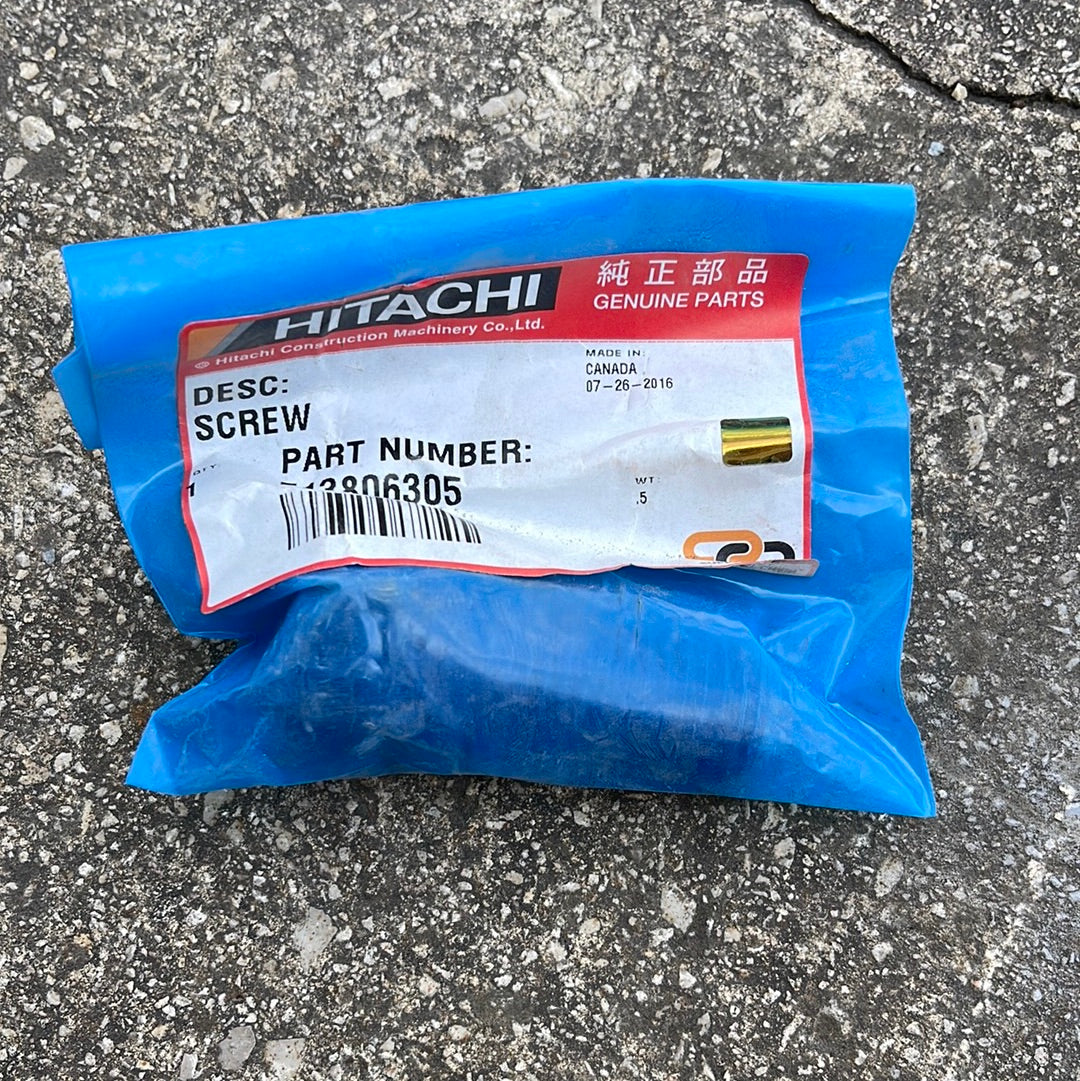 HITACHI
Hitachi Construction Machinery Co.,Ltd.
純正部品
GENUINE PARTS
MADE IN:
CANADA
07-26-2016
DESC:
SCREW
QTY
1
PART NUMBER:
WT:
.5